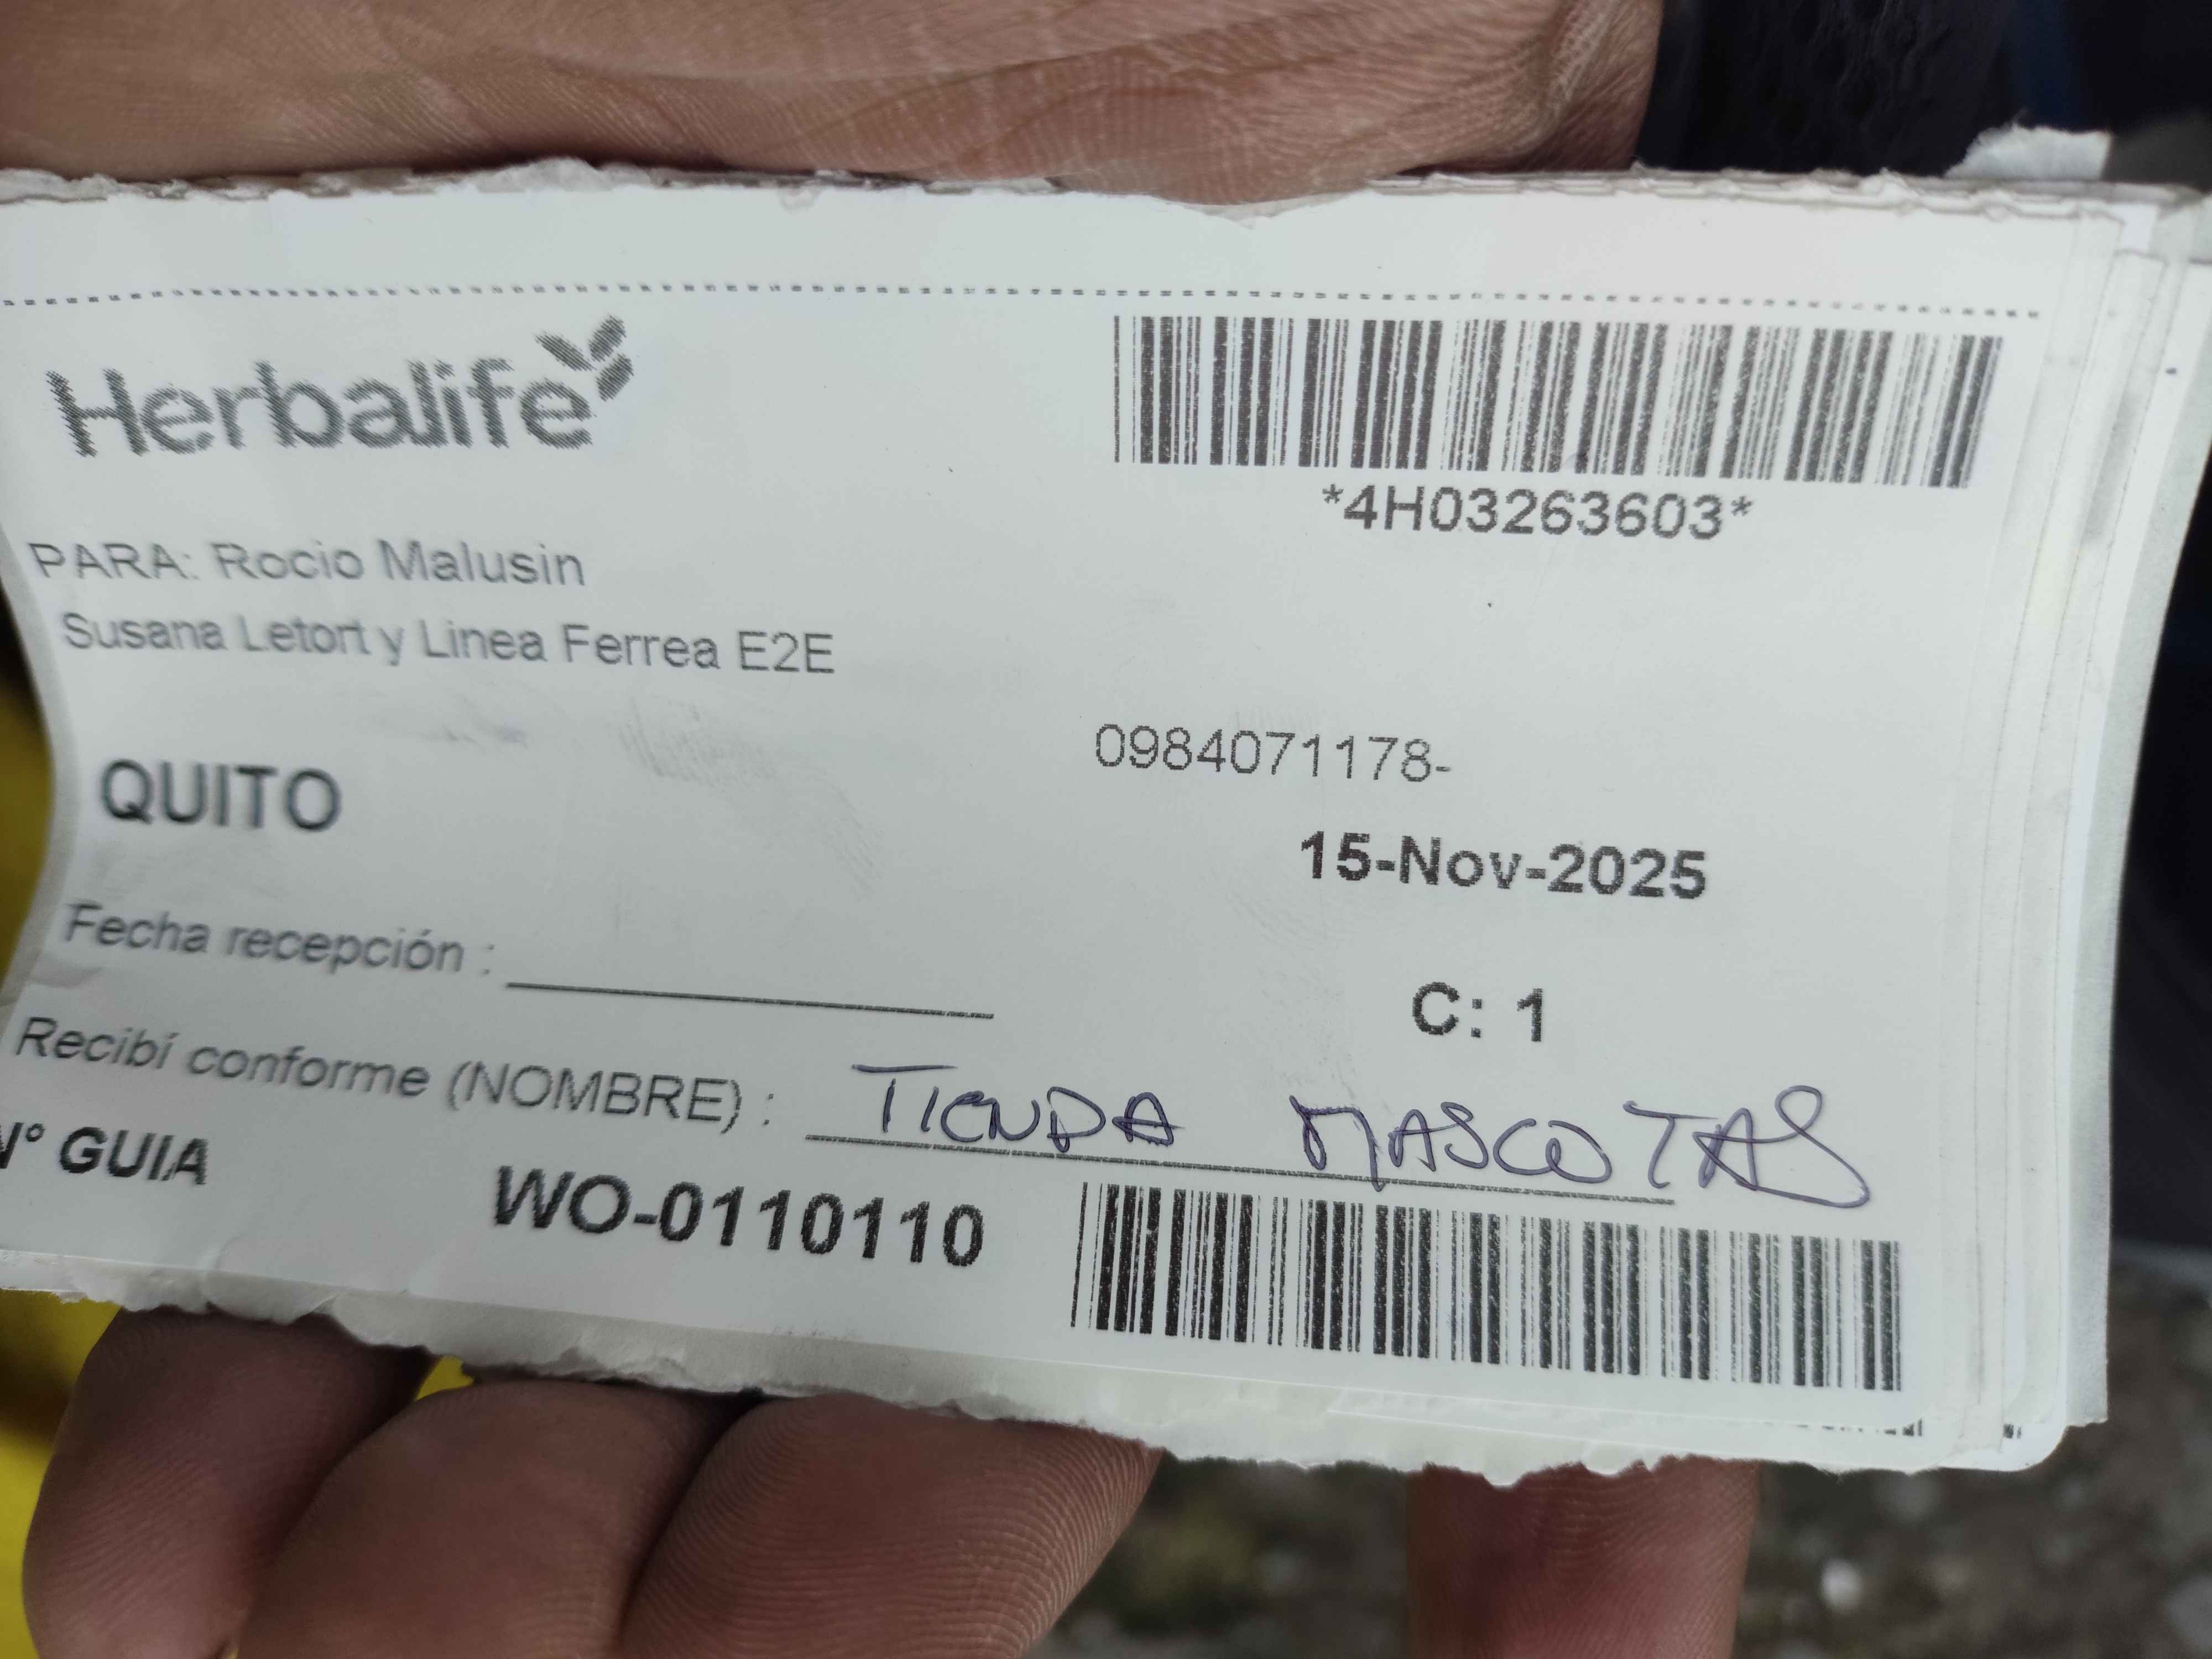 Herbalife
*4H03263603*
PARA: Rocio Malusin
Susana Letort y Linea Ferrea E2E
0984071178-
QUITO
15-Nov-2025
Fecha recepción :
C: 1
Recibí conforme (NOMBRE) : TIENDA MASCOTAS
N° GUIA WO-0110110